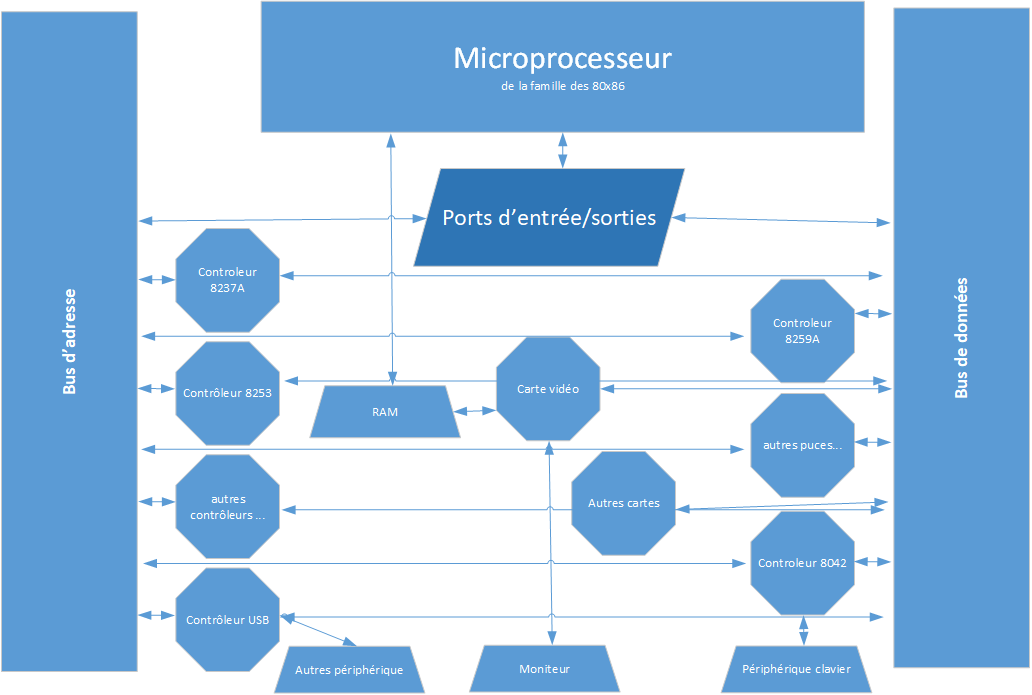 Microprocesseur
de la famille des 80x86
Bus d’adresse
Bus de données
Ports d’entrée/sorties
Controleur
8237A
Controleur
8259A
Contrôleur 8253
RAM
Carte vidéo
autres puces...
autres
contrôleurs ...
Autres cartes
Controleur 8042
Contrôleur USB
Autres périphérique
Moniteur
Périphérique clavier